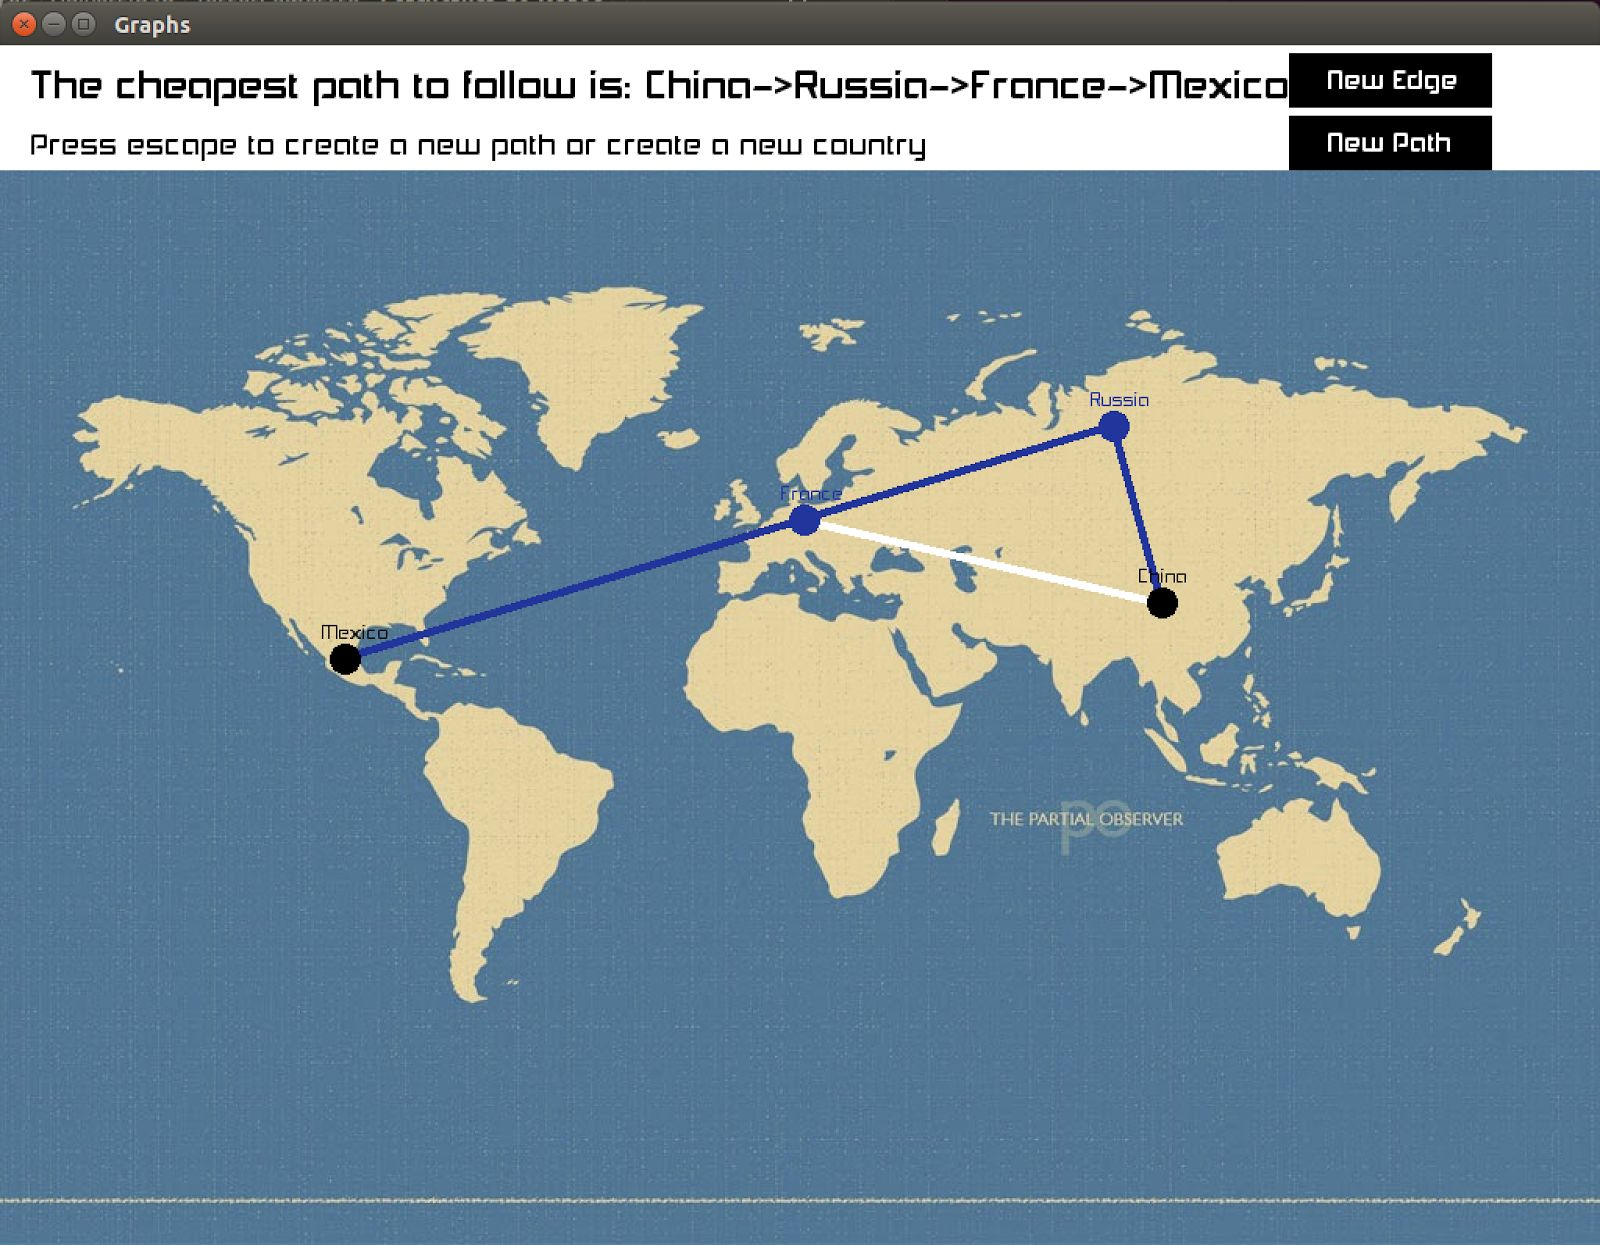 Graphs
The cheapest path to follow is: China->Russia->France->Mexico
New Edge
Press escape to create a new path or create a new country
New Path
Russia
France
China
Mexico
po
THE PARTIAL OBSERVER